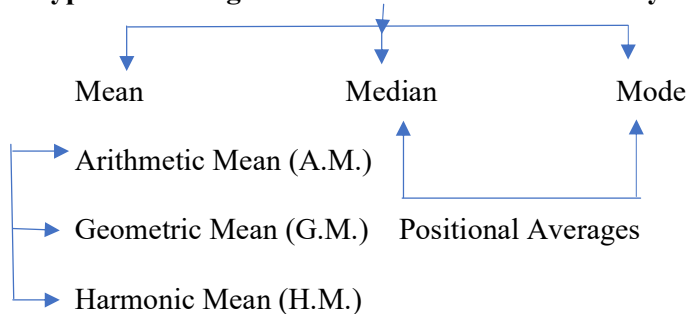 Mean Median Mode
Arithmetic Mean (A.M.)
Geometric Mean (G.M.) Positional Averages
Harmonic Mean (H.M.)